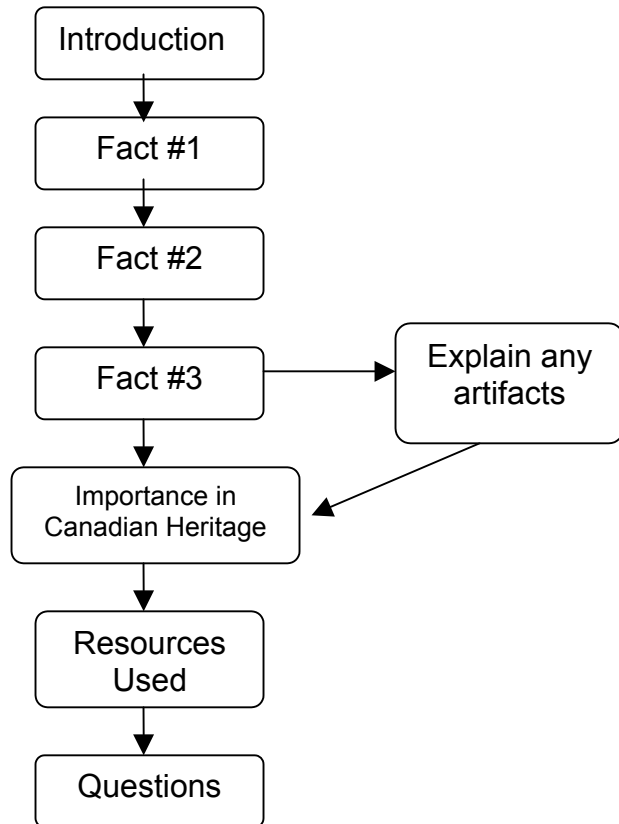 Introduction
Fact #1
Fact #2
Fact #3
Explain any
artifacts
Importance in
Canadian Heritage
Resources
Used
Questions